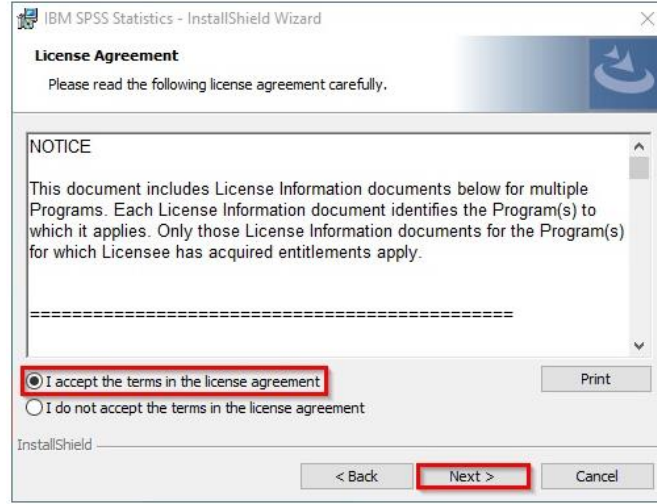 IBM SPSS Statistics - InstallShield Wizard
License Agreement
Please read the following license agreement carefully.
NOTICE
This document includes License Information documents below for multiple
Programs. Each License Information document identifies the Program(s) to
which it applies. Only those License Information documents for the Program(s)
for which Licensee has acquired entitlements apply.
==============================================
I accept the terms in the license agreement
Print
I do not accept the terms in the license agreement
InstallShield
< Back
Next >
Cancel